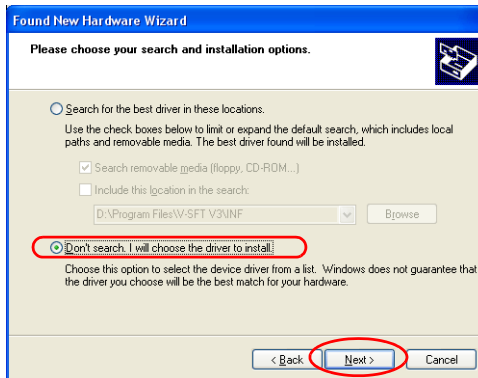 Found New Hardware Wizard
Please choose your search and installation options.
Search for the best driver in these locations.
Use the check boxes below to limit or expand the default search, which includes local
paths and removable media. The best driver found will be installed.
Search removable media (floppy, CD-ROM...)
Include this location in the search:
D:\Program Files\V-SFT V3\INF
Browse
Don't search. I will choose the driver to install.
Choose this option to select the device driver from a list. Windows does not guarantee that
the driver you choose will be the best match for your hardware.
< Back Next > Cancel